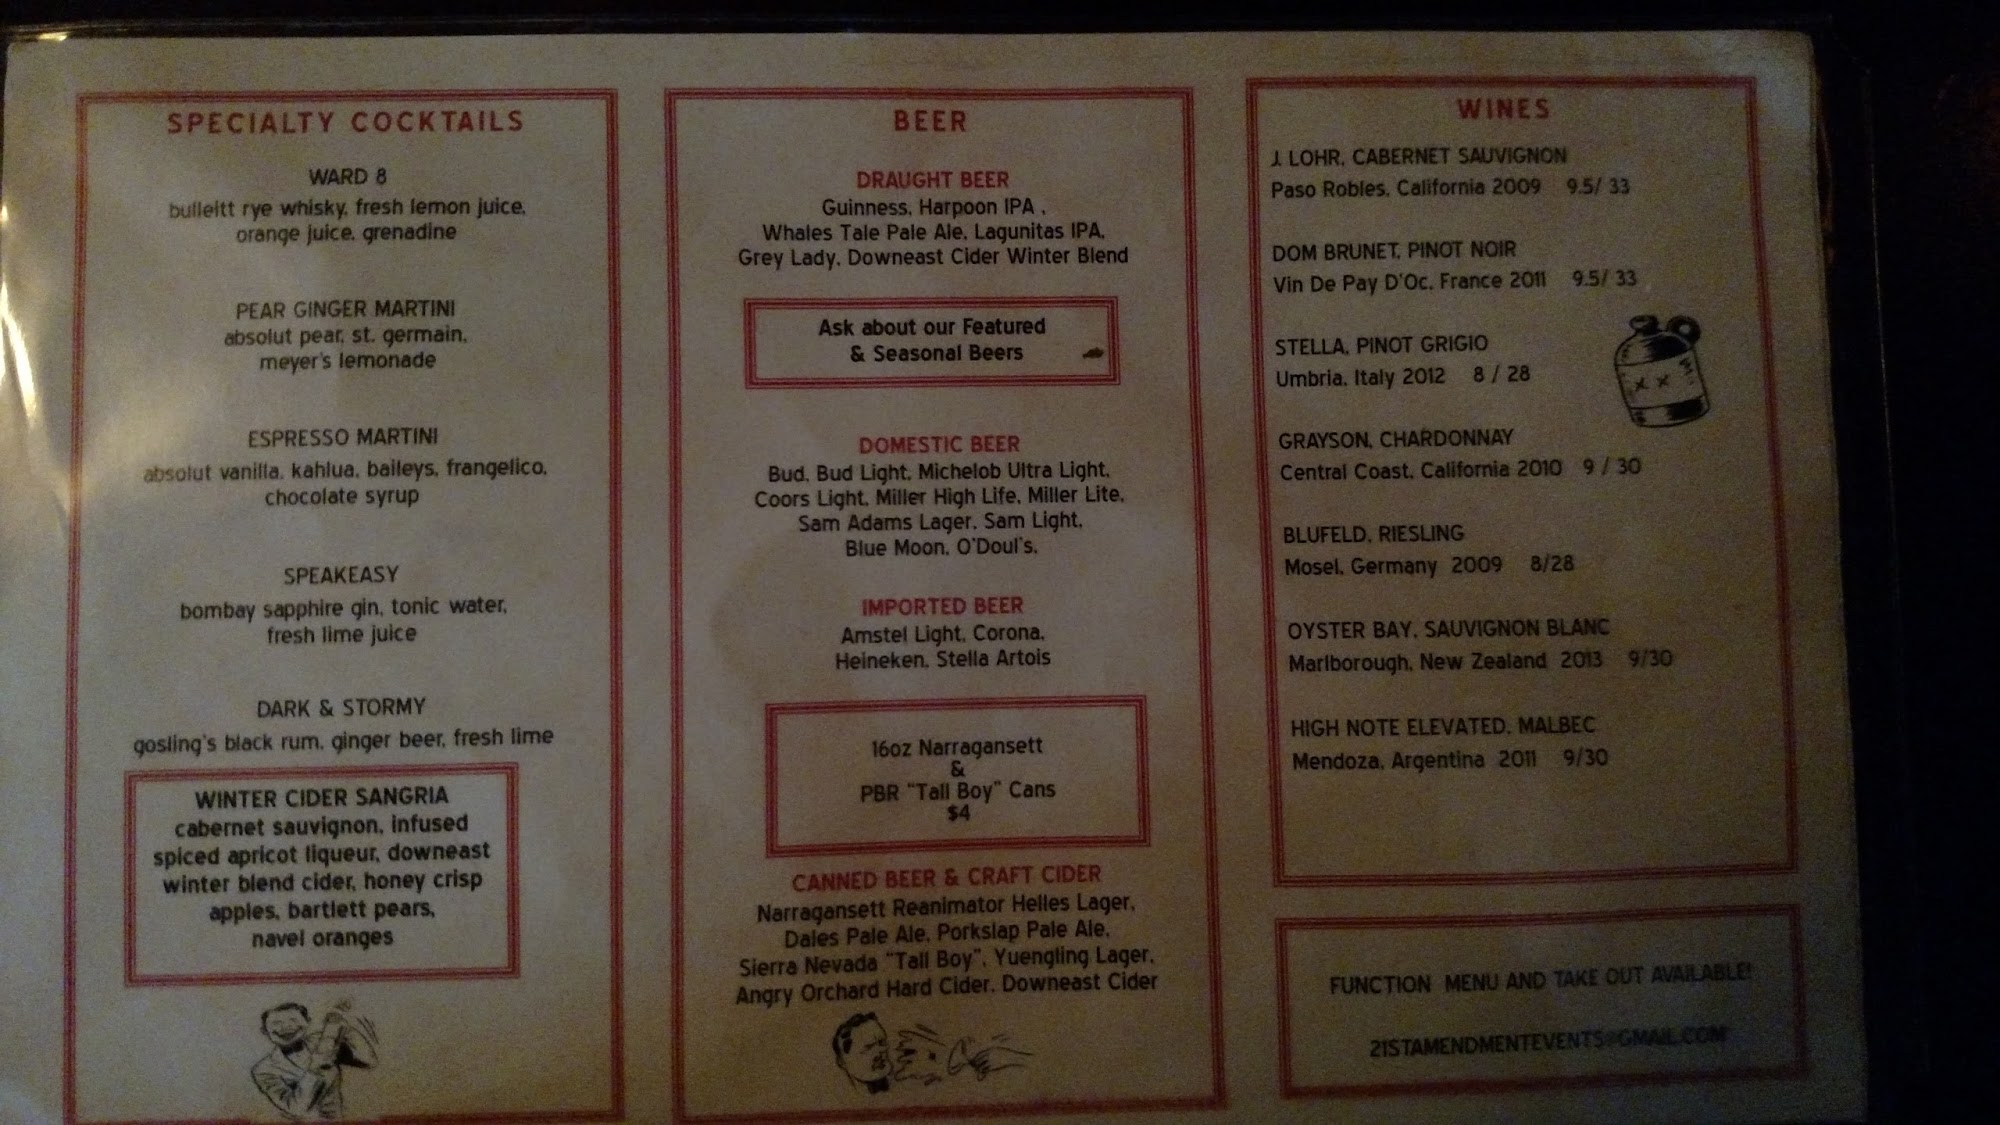 SPECIALTY COCKTAILS
WARD 8
bulleitt rye whisky, fresh lemon juice,
orange juice, grenadine
PEAR GINGER MARTINI
absolut pear, st. germain,
meyer's lemonade
ESPRESSO MARTINI
absolut vanilla, kahlua, baileys, frangelico,
chocolate syrup
SPEAKEASY
bombay sapphire gin, tonic water,
fresh lime juice
DARK & STORMY
gosling's black rum, ginger beer, fresh lime
WINTER CIDER SANGRIA
cabernet sauvignon, infused
spiced apricot liqueur, downeast
winter blend cider, honey crisp
apples, bartlett pears,
navel oranges
BEER
DRAUGHT BEER
Guinness, Harpoon IPA ,
Whales Tale Pale Ale, Lagunitas IPA,
Grey Lady, Downeast Cider Winter Blend
Ask about our Featured
& Seasonal Beers
DOMESTIC BEER
Bud, Bud Light, Michelob Ultra Light,
Coors Light, Miller High Life, Miller Lite,
Sam Adams Lager, Sam Light,
Blue Moon, O'Doul's,
IMPORTED BEER
Amstel Light, Corona,
Heineken, Stella Artois
16oz Narragansett
&
PBR "Tall Boy" Cans
$4
CANNED BEER & CRAFT CIDER
Narragansett Reanimator Helles Lager,
Dales Pale Ale, Porkslap Pale Ale,
Sierra Nevada "Tall Boy", Yuengling Lager,
Angry Orchard Hard Cider, Downeast Cider
WINES
J. LOHR, CABERNET SAUVIGNON
Paso Robles, California 2009 9.5/ 33
DOM BRUNET, PINOT NOIR
Vin De Pay D'Oc, France 2011 9.5/ 33
STELLA, PINOT GRIGIO
Umbria, Italy 2012 8 / 28
X X
GRAYSON, CHARDONNAY
Central Coast, California 2010 9 / 30
BLUFELD, RIESLING
Mosel, Germany 2009 8/28
OYSTER BAY, SAUVIGNON BLANC
Marlborough, New Zealand 2013 9/30
HIGH NOTE ELEVATED, MALBEC
Mendoza, Argentina 2011 9/30
FUNCTION MENU AND TAKE OUT AVAILABLE!
21STAMENDMENTEVENTS@GMAIL.COM